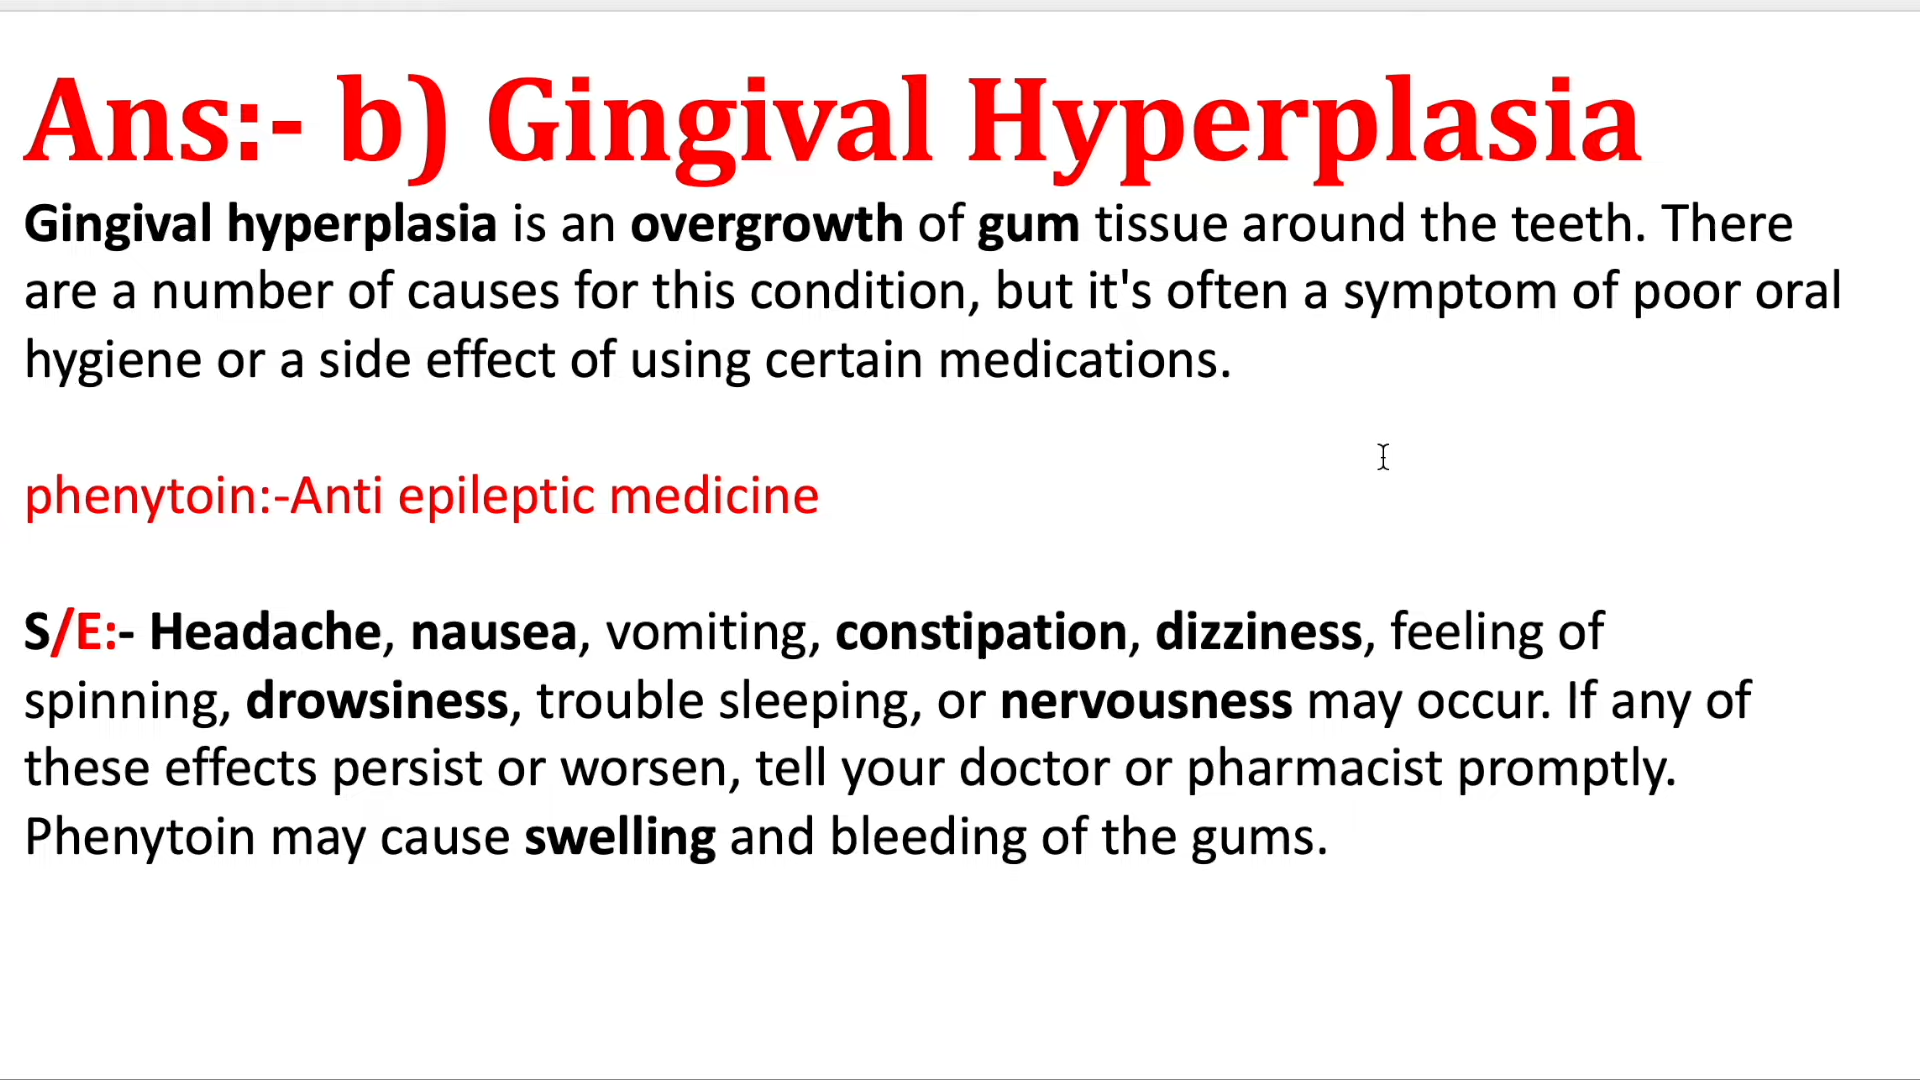 Ans:- b) Gingival Hyperplasia
Gingival hyperplasia is an overgrowth of gum tissue around the teeth. There
are a number of causes for this condition, but it's often a symptom of poor oral
hygiene or a side effect of using certain medications.
phenytoin:-Anti epileptic medicine
S/E:- Headache, nausea, vomiting, constipation, dizziness, feeling of
spinning, drowsiness, trouble sleeping, or nervousness may occur. If any of
these effects persist or worsen, tell your doctor or pharmacist promptly.
Phenytoin may cause swelling and bleeding of the gums.